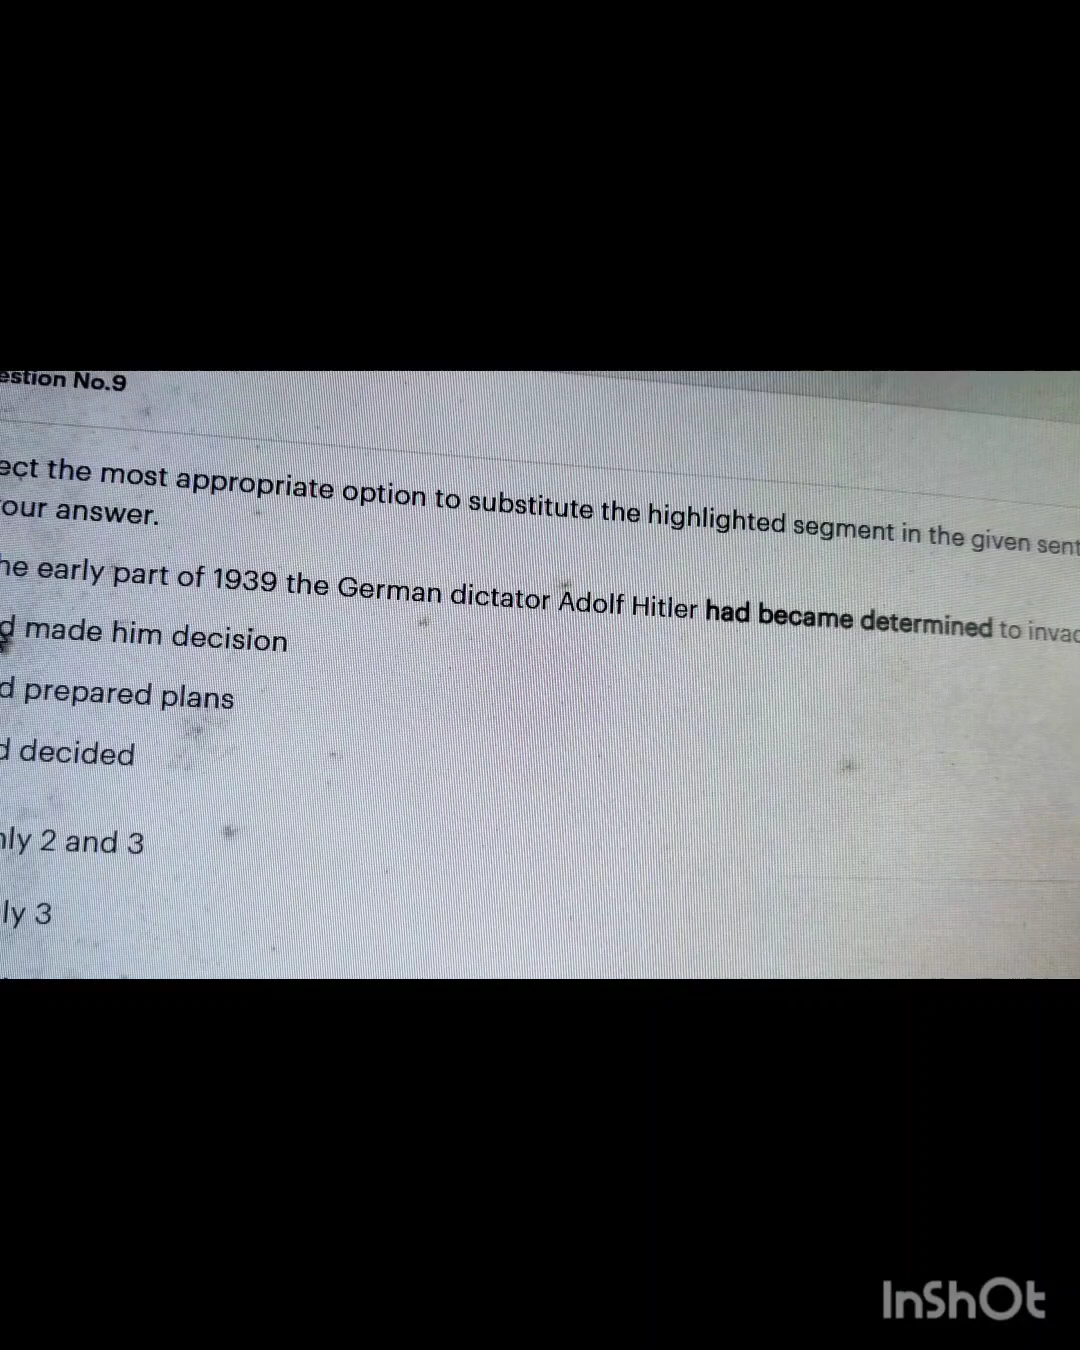 estion No.9
ect the most appropriate option to substitute the highlighted segment in the given sent
our answer.
he early part of 1939 the German dictator Adolf Hitler had became determined to invad
d made him decision
d prepared plans
d decided
nly 2 and 3
ly 3
InShOt